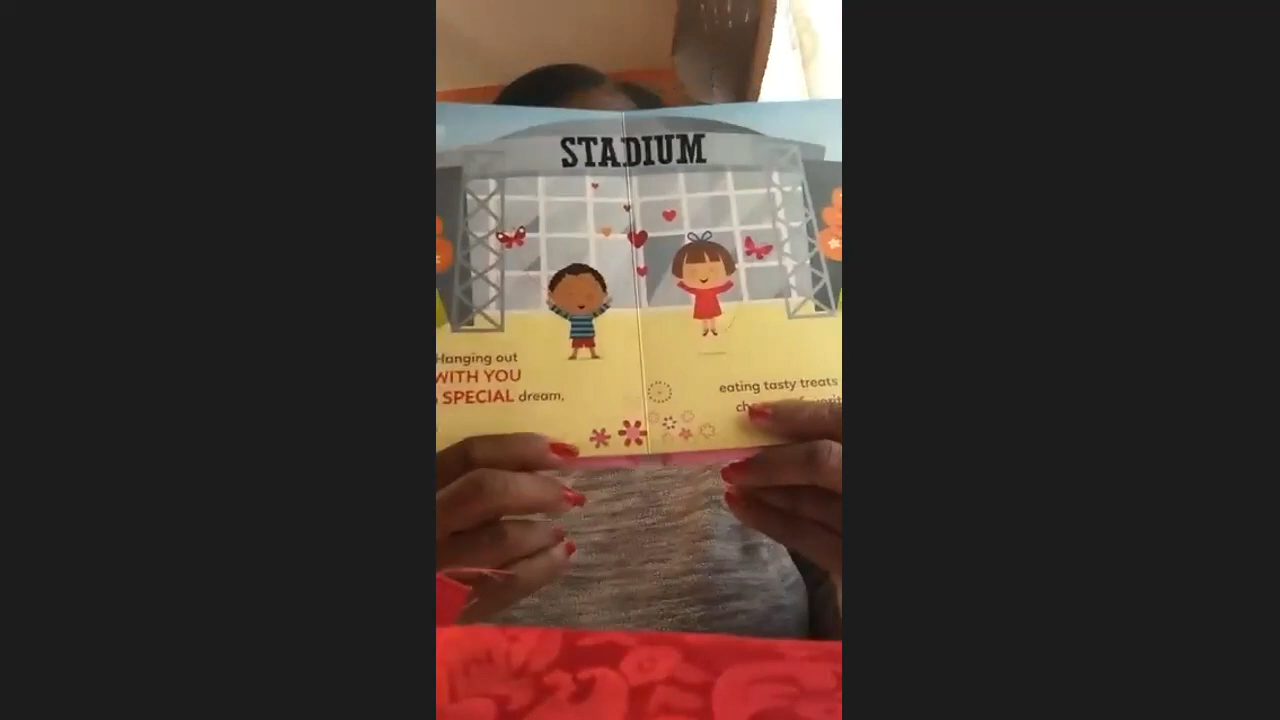 STADIUM
Hanging out
WITH YOU
SPECIAL dream,
eating tasty treats